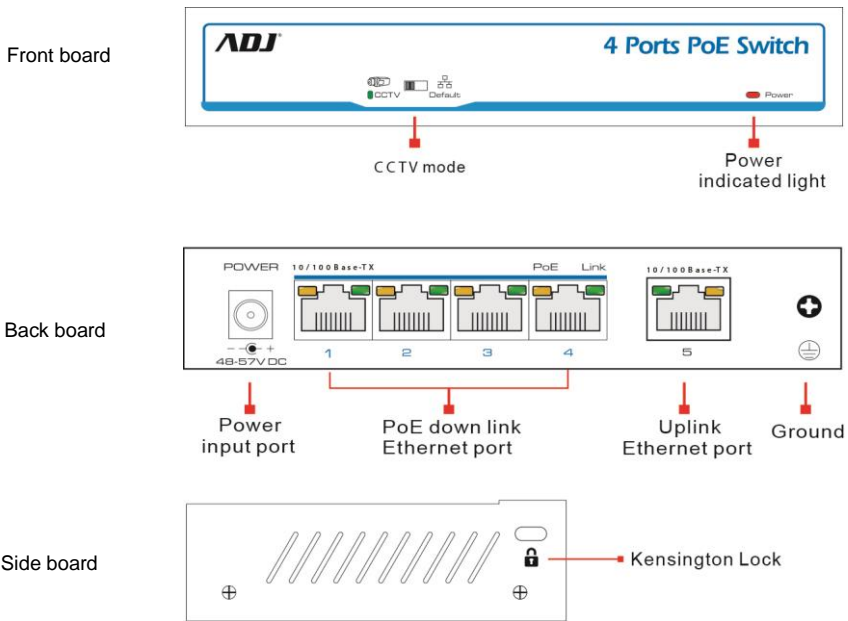 Front board
ADJ
4 Ports PoE Switch
CCTV
Default
Power
CCTV mode
Power
indicated light
Back board
POWER
10/100Base-TX
PoE
Link
10/100Base-TX
- +
48-57V DC
1
2
3
4
5
Power
input port
PoE down link
Ethernet port
Uplink
Ethernet port
Ground
Side board
Kensington Lock